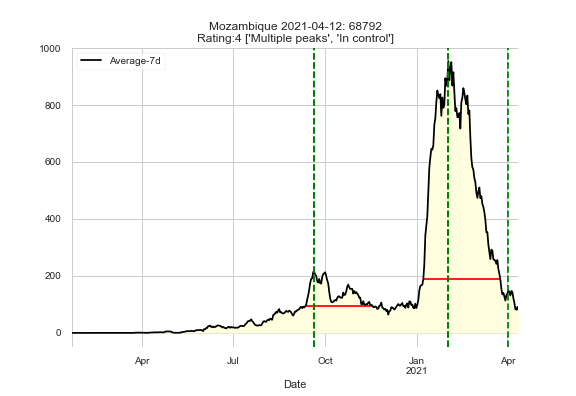 Mozambique 2021-04-12: 68792
Rating:4 ['Multiple peaks', 'In control']
Average-7d
1000
800
600
400
200
0
Apr
Jul
Oct
Jan
2021
Apr
Date